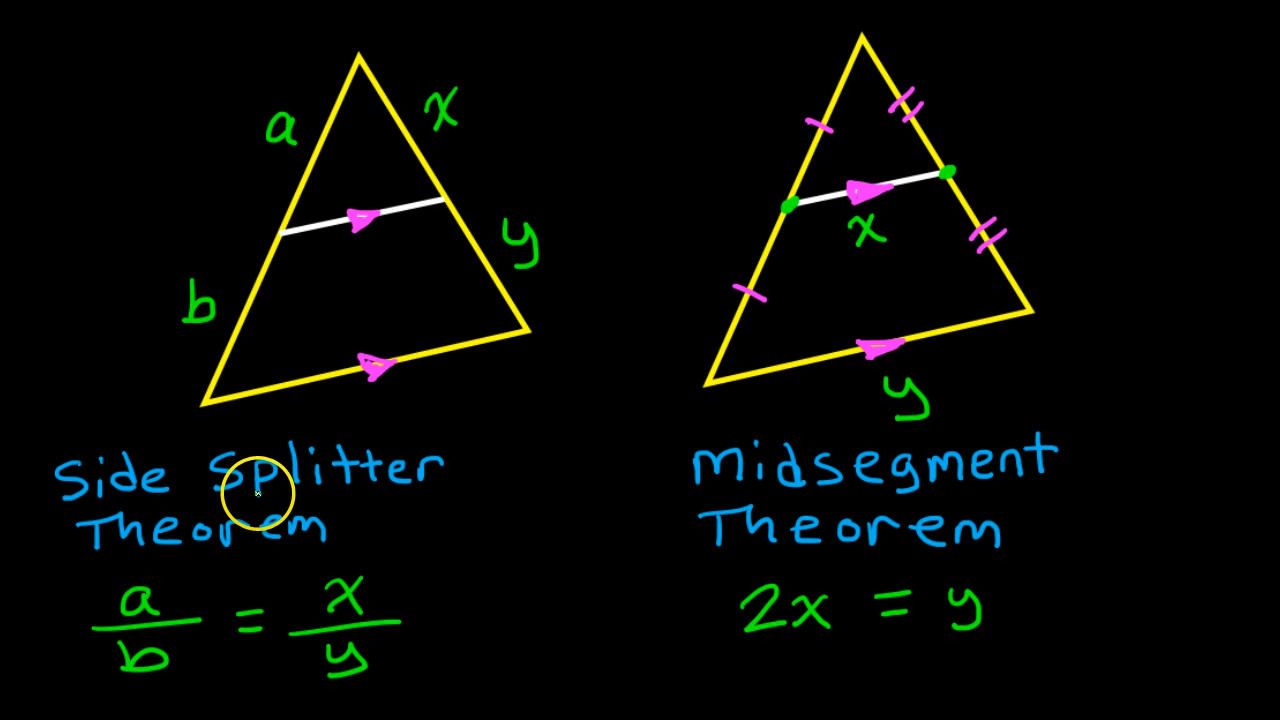 a
x
y
b
x
y
Side Splitter
Theorem
a/b = x/y
Midsegment
Theorem
2x = y